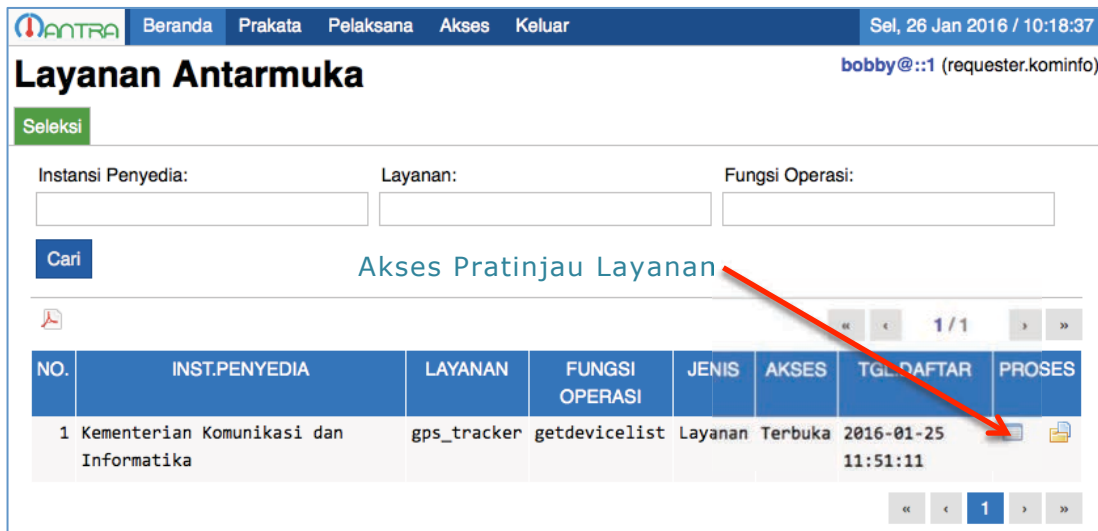 MANTRA Beranda Prakata Pelaksana Akses Keluar Sel, 26 Jan 2016 / 10:18:37
Layanan Antarmuka bobby@::1 (requester.kominfo)
Seleksi
Instansi Penyedia: Layanan: Fungsi Operasi:
Cari
Akses Pratinjau Layanan
« ‹ 1 / 1 › »
NO. INST.PENYEDIA LAYANAN FUNGSI OPERASI JENIS AKSES TGL.DAFTAR PROSES
1 Kementerian Komunikasi dan gps_tracker getdevicelist Layanan Terbuka 2016-01-25
Informatika 11:51:11
« ‹ 1 › »